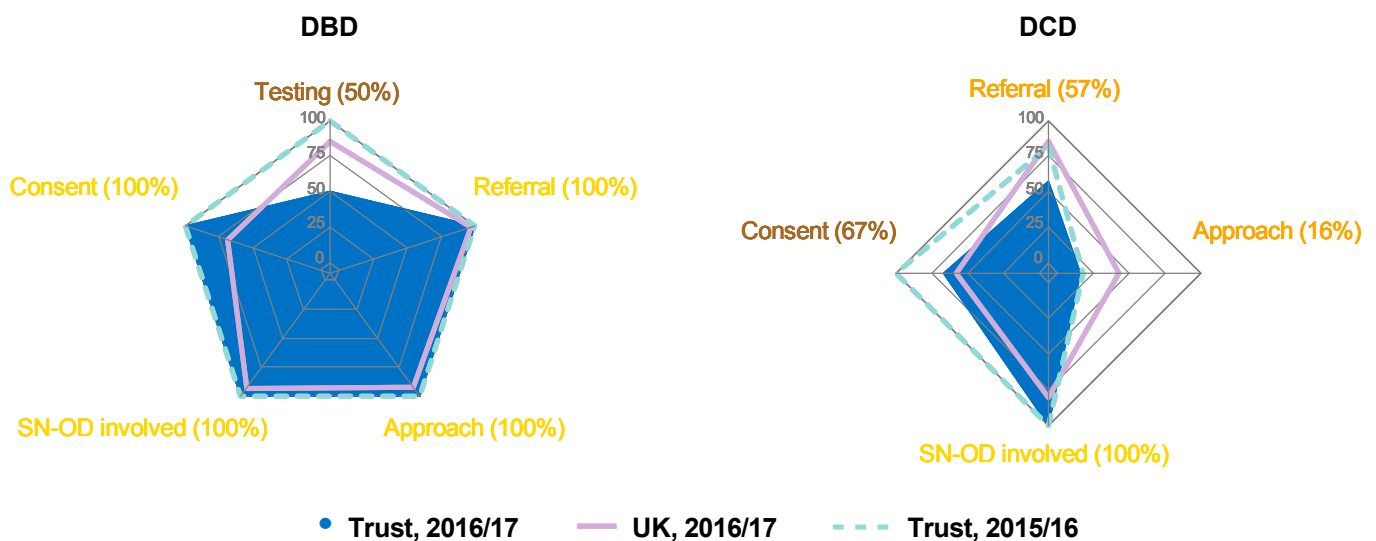 DBD
Testing (50%)
100
75
50
25
0
Consent (100%)
Referral (100%)
SN-OD involved (100%)
Approach (100%)
DCD
Referral (57%)
100
75
50
25
0
Consent (67%)
Approach (16%)
SN-OD involved (100%)
Trust, 2016/17
UK, 2016/17
Trust, 2015/16